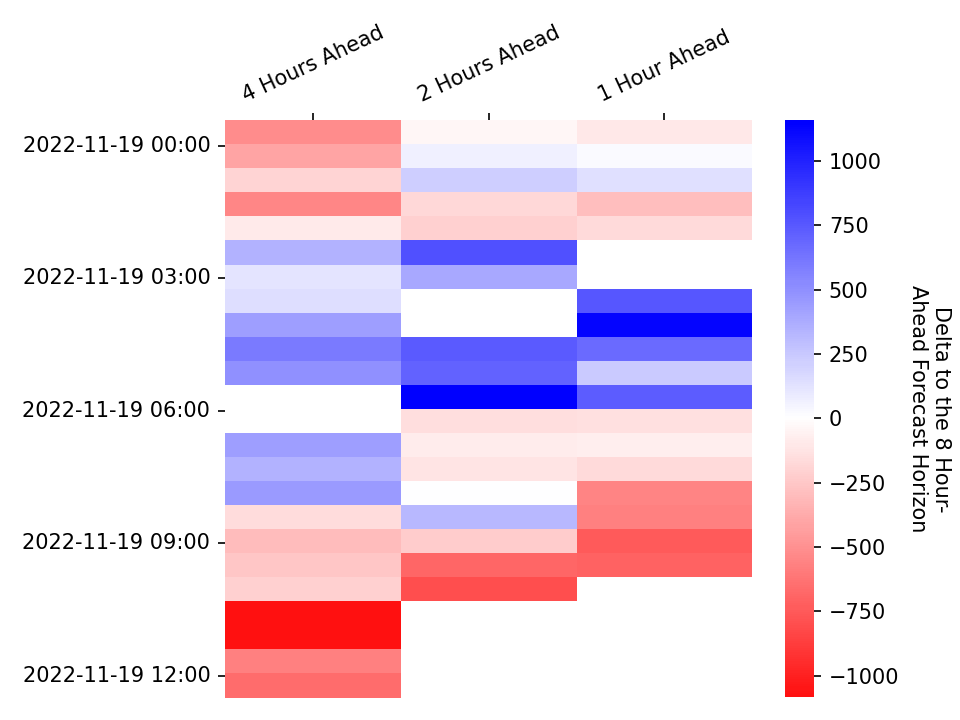 4 Hours Ahead
2 Hours Ahead
1 Hour Ahead
2022-11-19 00:00
2022-11-19 03:00
2022-11-19 06:00
2022-11-19 09:00
2022-11-19 12:00
1000
750
500
250
0
−250
−500
−750
−1000
Delta to the 8 Hour-
Ahead Forecast Horizon